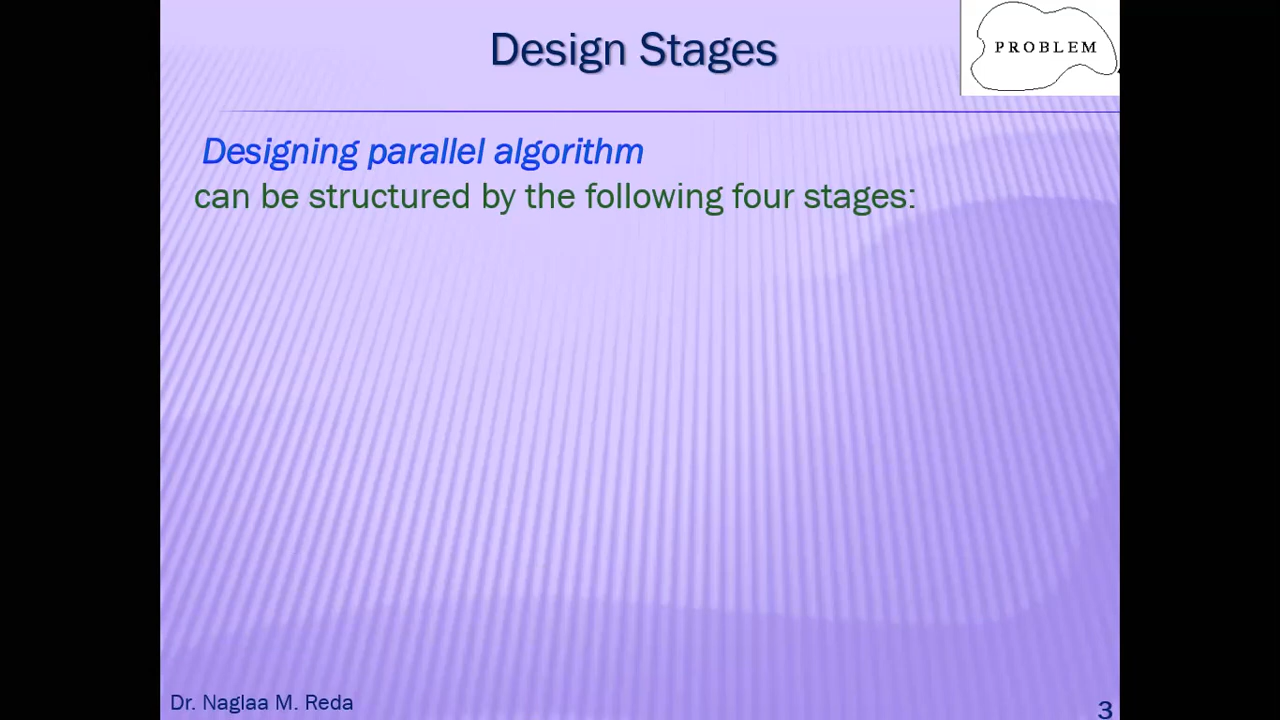 Design Stages
PROBLEM
Designing parallel algorithm
can be structured by the following four stages:
Dr. Naglaa M. Reda
3